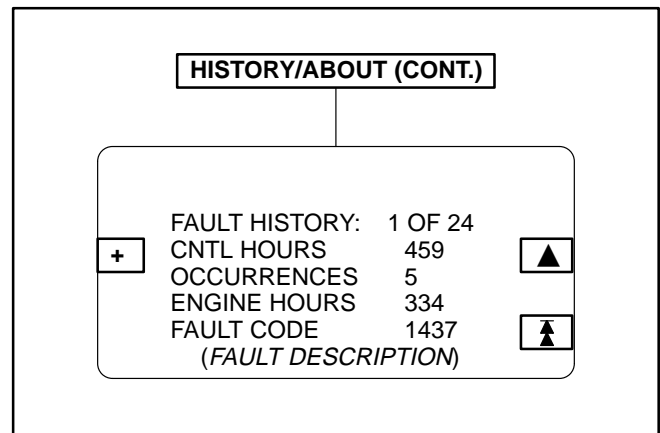 HISTORY/ABOUT (CONT.)
FAULT HISTORY: 1 OF 24
+ CNTL HOURS 459
OCCURRENCES 5
ENGINE HOURS 334
FAULT CODE 1437
(FAULT DESCRIPTION)